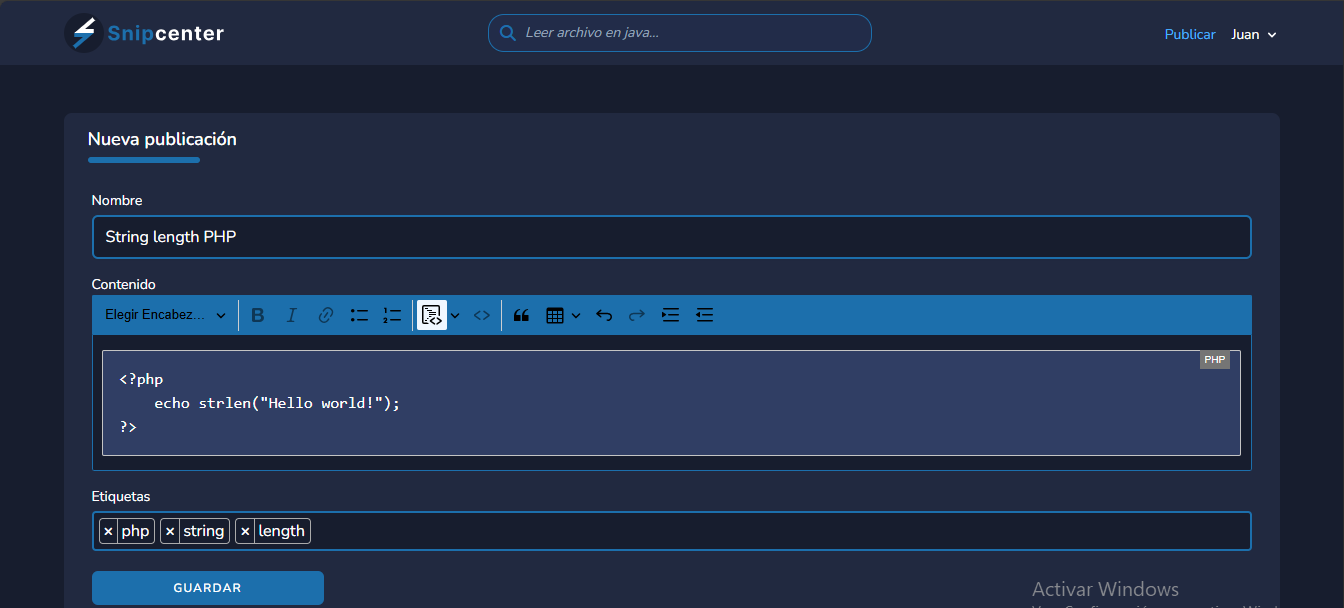 Snipcenter
Leer archivo en java...
Publicar Juan
Nueva publicación
Nombre
String length PHP
Contenido
Elegir Encabez...
PHP
<?php
    echo strlen("Hello world!");
?>
Etiquetas
× php × string × length
GUARDAR
Activar Windows